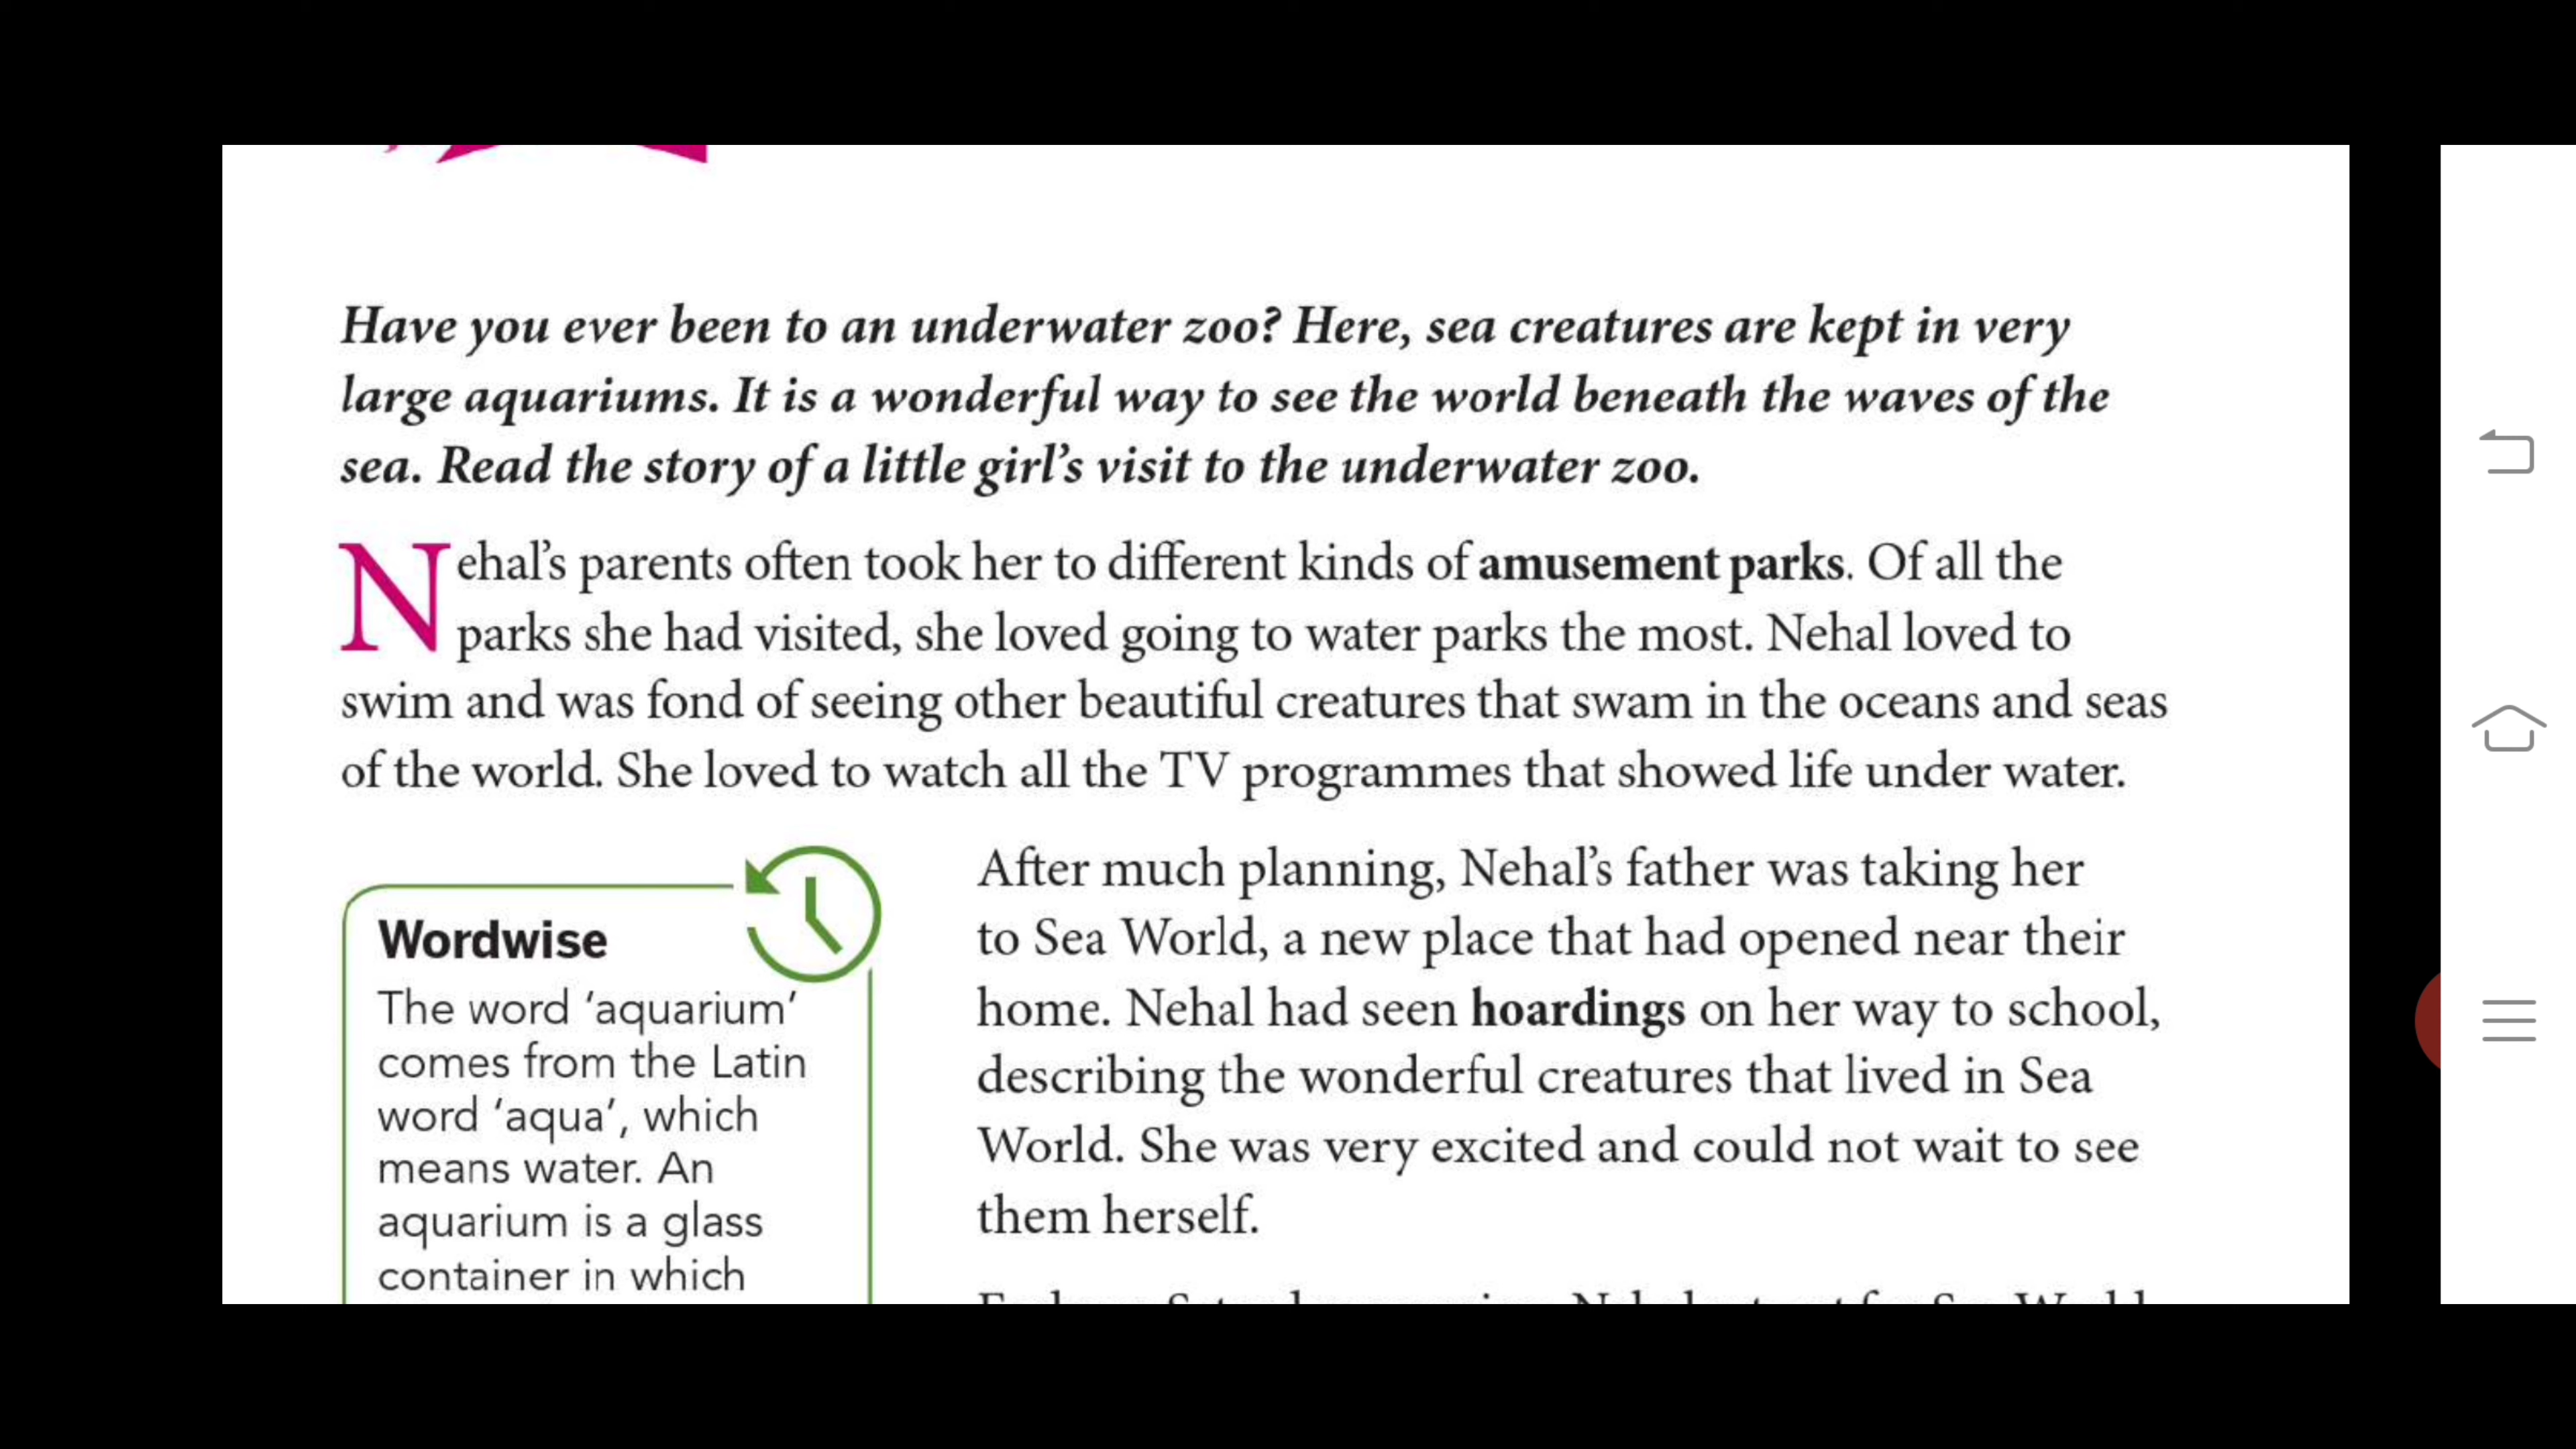 Have you ever been to an underwater zoo? Here, sea creatures are kept in very
large aquariums. It is a wonderful way to see the world beneath the waves of the
sea. Read the story of a little girl’s visit to the underwater zoo.
Nehal’s parents often took her to different kinds of amusement parks. Of all the
parks she had visited, she loved going to water parks the most. Nehal loved to
swim and was fond of seeing other beautiful creatures that swam in the oceans and seas
of the world. She loved to watch all the TV programmes that showed life under water.
Wordwise
The word ‘aquarium’
comes from the Latin
word ‘aqua’, which
means water. An
aquarium is a glass
container in which
After much planning, Nehal’s father was taking her
to Sea World, a new place that had opened near their
home. Nehal had seen hoardings on her way to school,
describing the wonderful creatures that lived in Sea
World. She was very excited and could not wait to see
them herself.